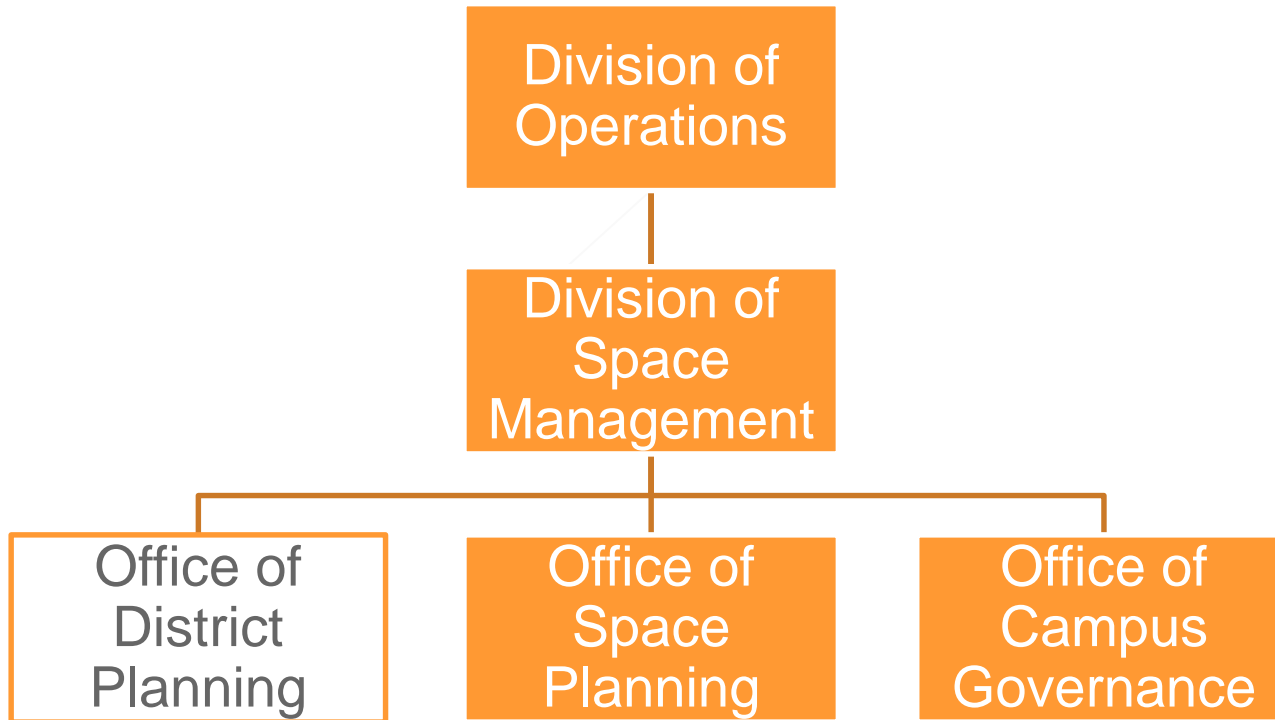 Division of
Operations
Division of
Space
Management
Office of
District
Planning
Office of
Space
Planning
Office of
Campus
Governance